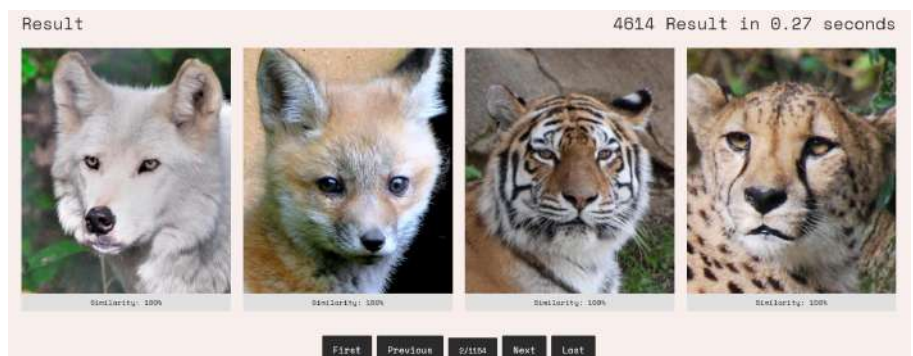 Result
4614 Result in 0.27 seconds
Similarity: 100%
Similarity: 100%
Similarity: 100%
Similarity: 100%
First
Previous
2/1154
Next
Last